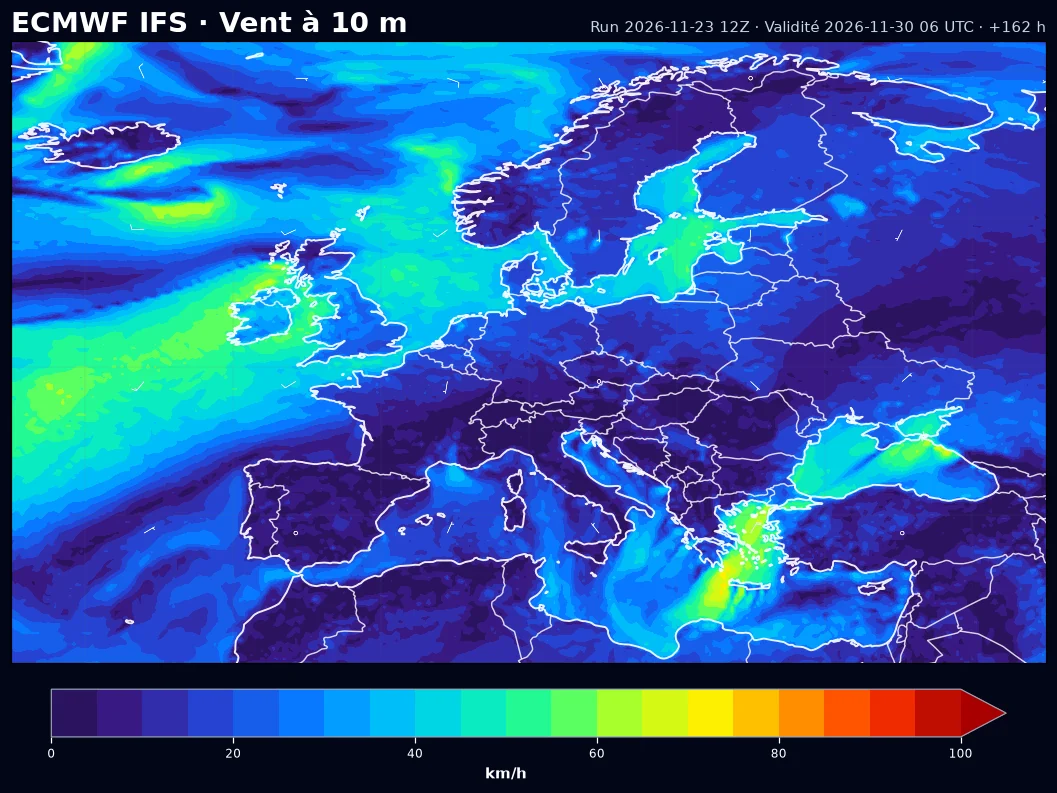 ECMWF IFS · Vent à 10 m
Run 2026-11-23 12Z · Validité 2026-11-30 06 UTC · +162 h
0 20 40 60 80 100
km/h